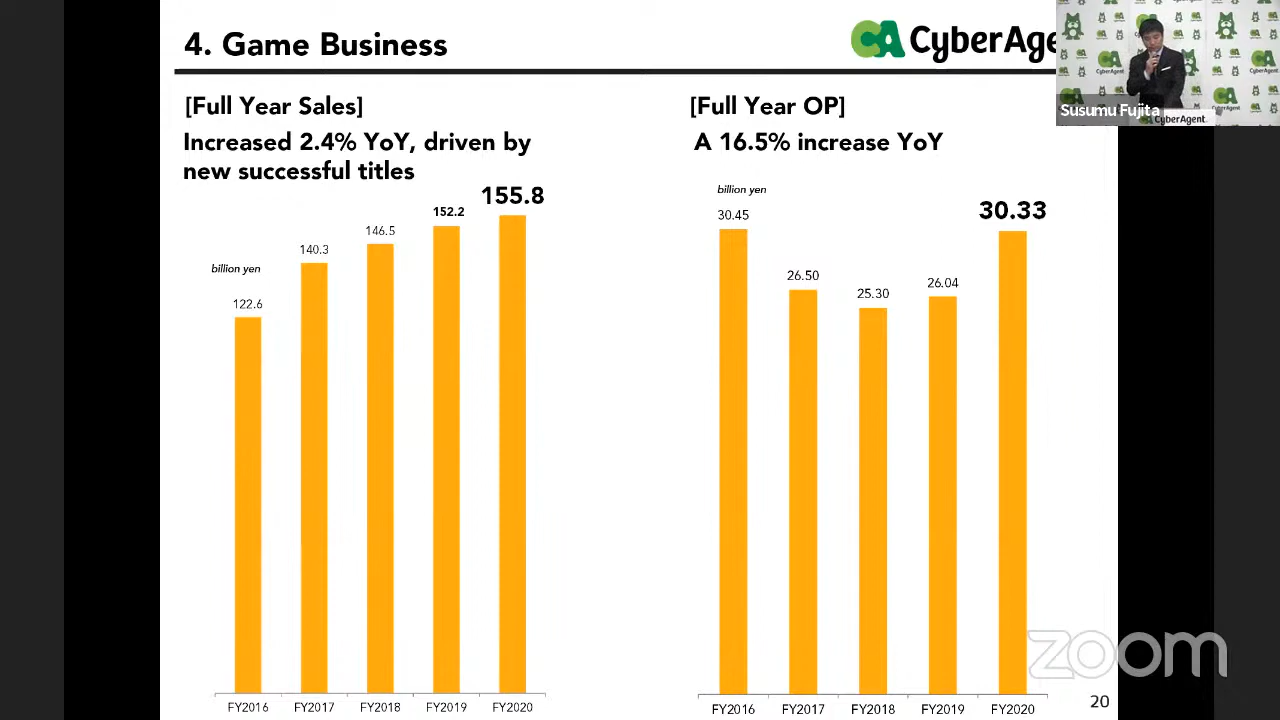 4. Game Business
CyberAge
Susumu Fujita
CyberAgent
CyberAgent
CyberAgent.
[Full Year Sales]
Increased 2.4% YoY, driven by
new successful titles
billion yen
122.6
140.3
146.5
152.2
155.8
FY2016
FY2017
FY2018
FY2019
FY2020
[Full Year OP]
A 16.5% increase YoY
billion yen
30.45
26.50
25.30
26.04
30.33
FY2016
FY2017
FY2018
FY2019
FY2020
20
zoom